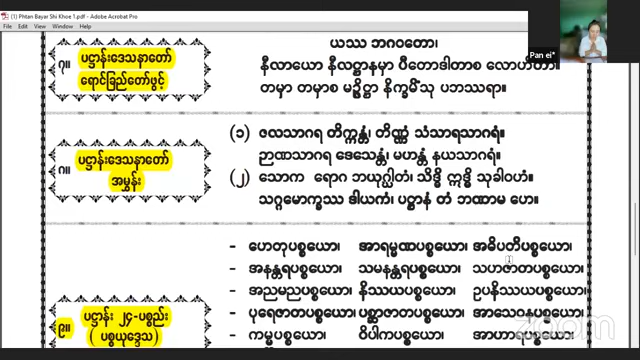 (1) Phtan Bayar Shi Khoe 1.pdf - Adobe Acrobat Pro
File Edit View Window Help
Pan ei*
ယဿ ဘဂဝတော၊
၇။ ပဋ္ဌာန်းဒေသနာတော်
ရောင်ခြည်တော်ဖွင့်
နီလာယော နီလဋ္ဌာနမှာ ပီတောဒါတာစ လောဟိတာ။
တမှာ တမှာစ မဉ္ဇိဋ္ဌာ နိက္ခမိံသု ပဘဿရာ။
၈။ ပဋ္ဌာန်းဒေသနာတော်
အမွှန်း
(၁) ဇလသာဂရ တိက္ကန္တံ၊ တိဏ္ဏံ သံသာရသာဂရံ။
ဉာဏသာဂရ ဒေသေန္တံ၊ မဟန္တံ နယသာဂရံ။
(၂) သောက ရောဂ ဘယုဂ္ဃါတံ၊ သိဒ္ဓိ ဣဒ္ဓိ သုခါဝဟံ။
သဂ္ဂမောက္ခဿ ဒါယကံ၊ ပဋ္ဌာနံ တံ ဘဏာမ ဟေ။
၉။ ပဋ္ဌာန်း ၂၄-ပစ္စည်း
( ပစ္စယုဒ္ဒေသ)
- ဟေတုပစ္စယော၊ အာရမ္မဏပစ္စယော၊ အဓိပတိပစ္စယော၊
- အနန္တရပစ္စယော၊ သမနန္တရပစ္စယော၊ သဟဇာတပစ္စယော၊
- အညမညပစ္စယော၊ နိဿယပစ္စယော၊ ဥပနိဿယပစ္စယော၊
- ပုရေဇာတပစ္စယော၊ ပစ္ဆာဇာတပစ္စယော၊ အာသေဝနပစ္စယော၊
- ကမ္မပစ္စယော၊ ဝိပါကပစ္စယော၊ အာဟာရပစ္စယော၊
zoom